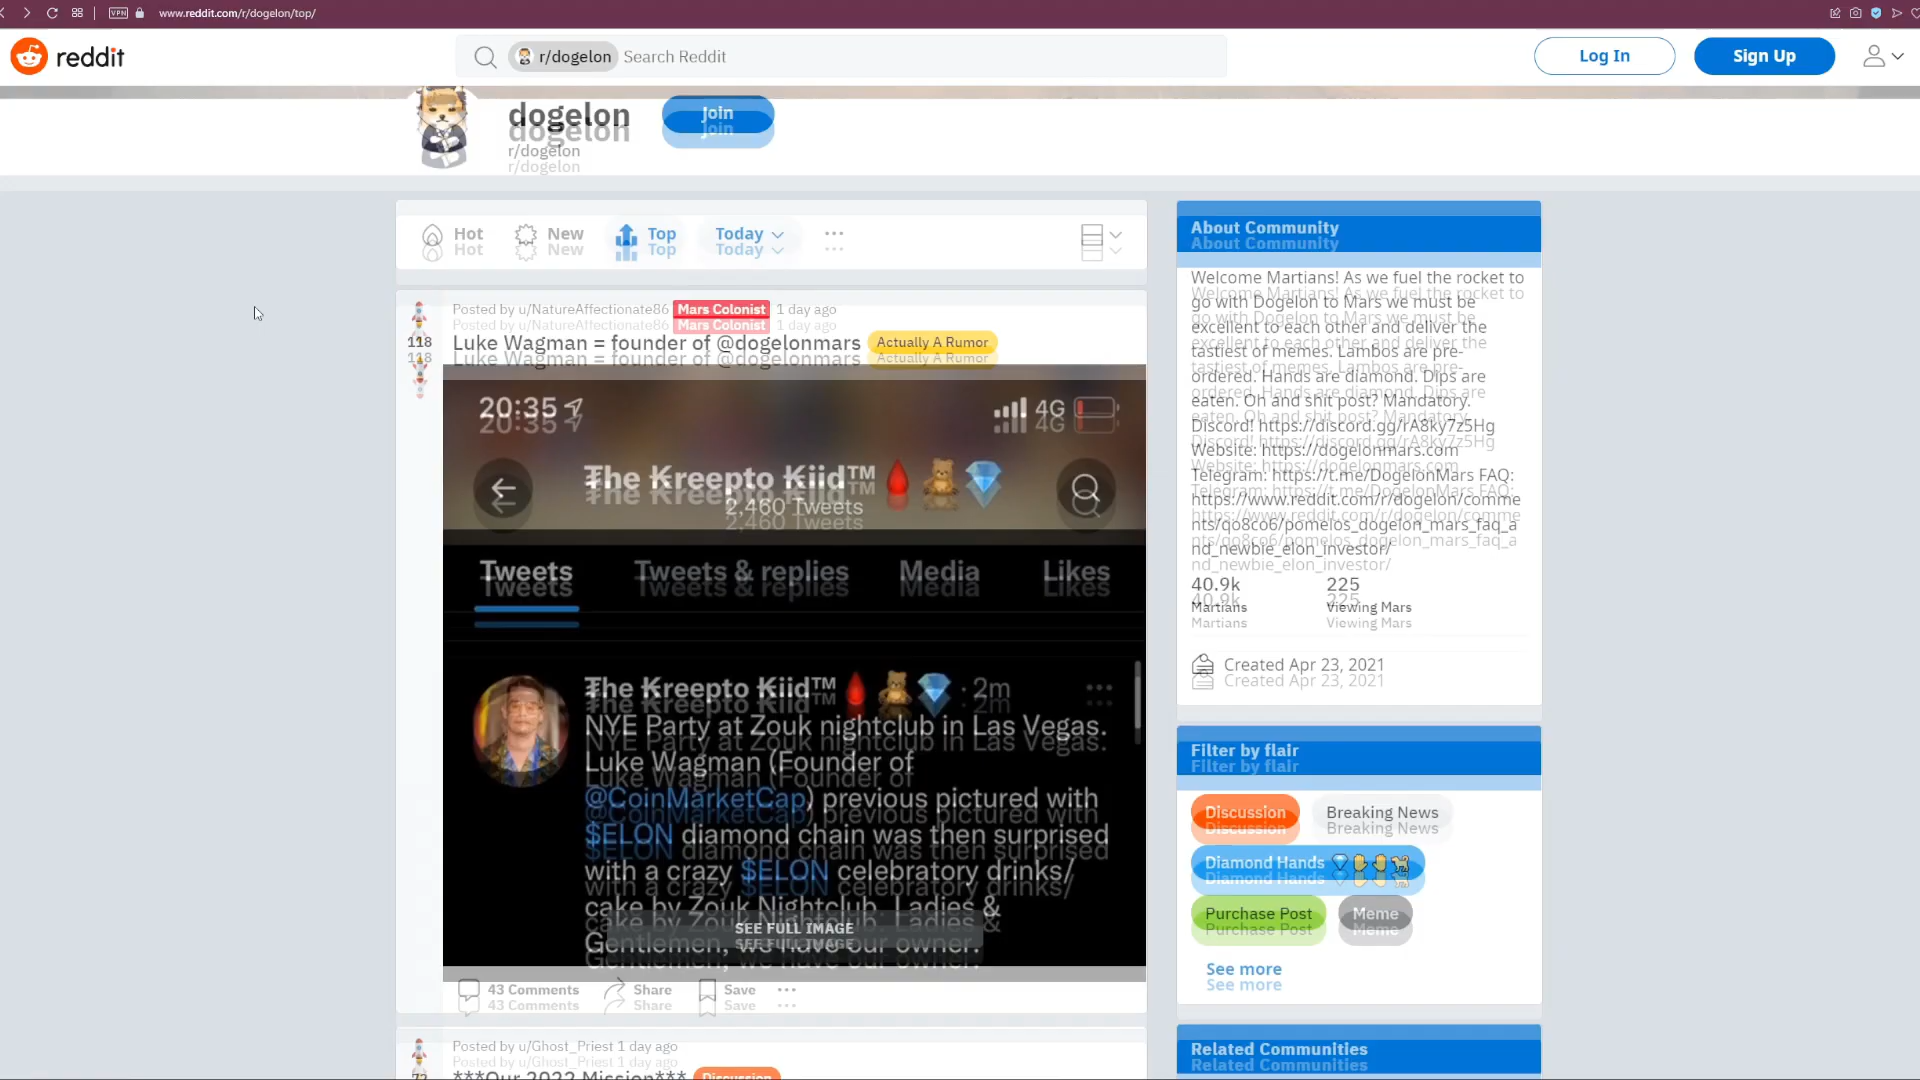 VPN
www.reddit.com/r/dogelon/top/
reddit
r/dogelon
Search Reddit
Log In
Sign Up
dogelon
Join
r/dogelon
Hot
New
Top
Today
Posted by u/NatureAffectionate86 Mars Colonist 1 day ago
118
Luke Wagman = founder of @dogelonmars Actually A Rumor
20:35
4G
The Kreepto Kiid™
2,460 Tweets
Tweets
Tweets & replies
Media
Likes
The Kreepto Kiid™ · 2m
NYE Party at Zouk nightclub in Las Vegas.
Luke Wagman (Founder of
@CoinMarketCap) previous pictured with
$ELON diamond chain was then surprised
with a crazy $ELON celebratory drinks/
cake by Zouk Nightclub. Ladies &
Gentlemen, we have our owner.
SEE FULL IMAGE
43 Comments
Share
Save
Posted by u/Ghost_Priest 1 day ago
***Our 2022 Mission*** Discussion
About Community
Welcome Martians! As we fuel the rocket to
go with Dogelon to Mars we must be
excellent to each other and deliver the
tastiest of memes. Lambos are pre-
ordered. Hands are diamond. Dips are
eaten. Oh and shit post? Mandatory.
Discord! https://discord.gg/rA8ky7z5Hg
Website: https://dogelonmars.com
Telegram: https://t.me/DogelonMars FAQ:
https://www.reddit.com/r/dogelon/comme
nts/qo8co6/pomelos_dogelon_mars_faq_a
nd_newbie_elon_investor/
40.9k
225
Martians
Viewing Mars
Created Apr 23, 2021
Filter by flair
Discussion
Breaking News
Diamond Hands
Purchase Post
Meme
See more
Related Communities